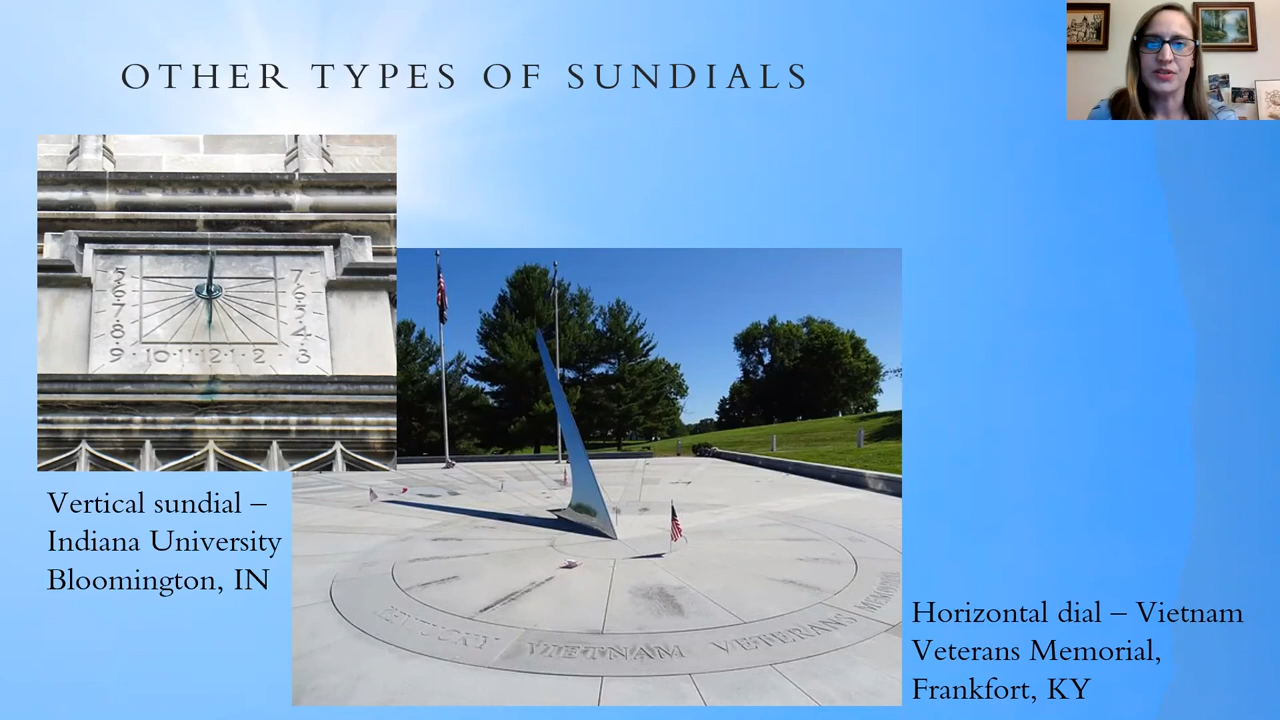 OTHER TYPES OF SUNDIALS
5 7
6 6
7 5
8 4
9 · 10 · 11 · 12 · 1 · 2 · 3
Vertical sundial –
Indiana University
Bloomington, IN
KENTUCKY VIETNAM VETERANS MEMORIAL
Horizontal dial – Vietnam
Veterans Memorial,
Frankfort, KY